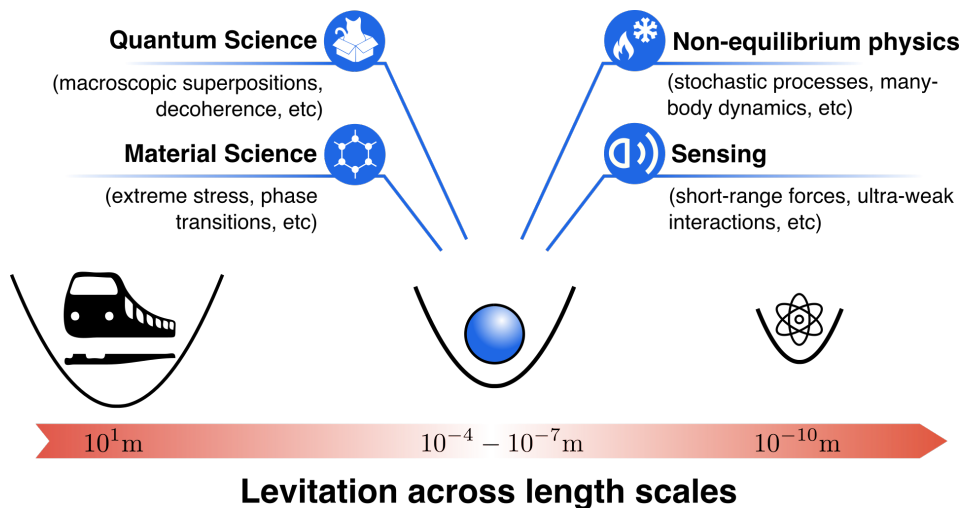 Quantum Science
(macroscopic superpositions,
decoherence, etc)
Material Science
(extreme stress, phase
transitions, etc)
Non-equilibrium physics
(stochastic processes, many-
body dynamics, etc)
Sensing
(short-range forces, ultra-weak
interactions, etc)
10¹m
10⁻⁴ − 10⁻⁷m
10⁻¹⁰m
Levitation across length scales